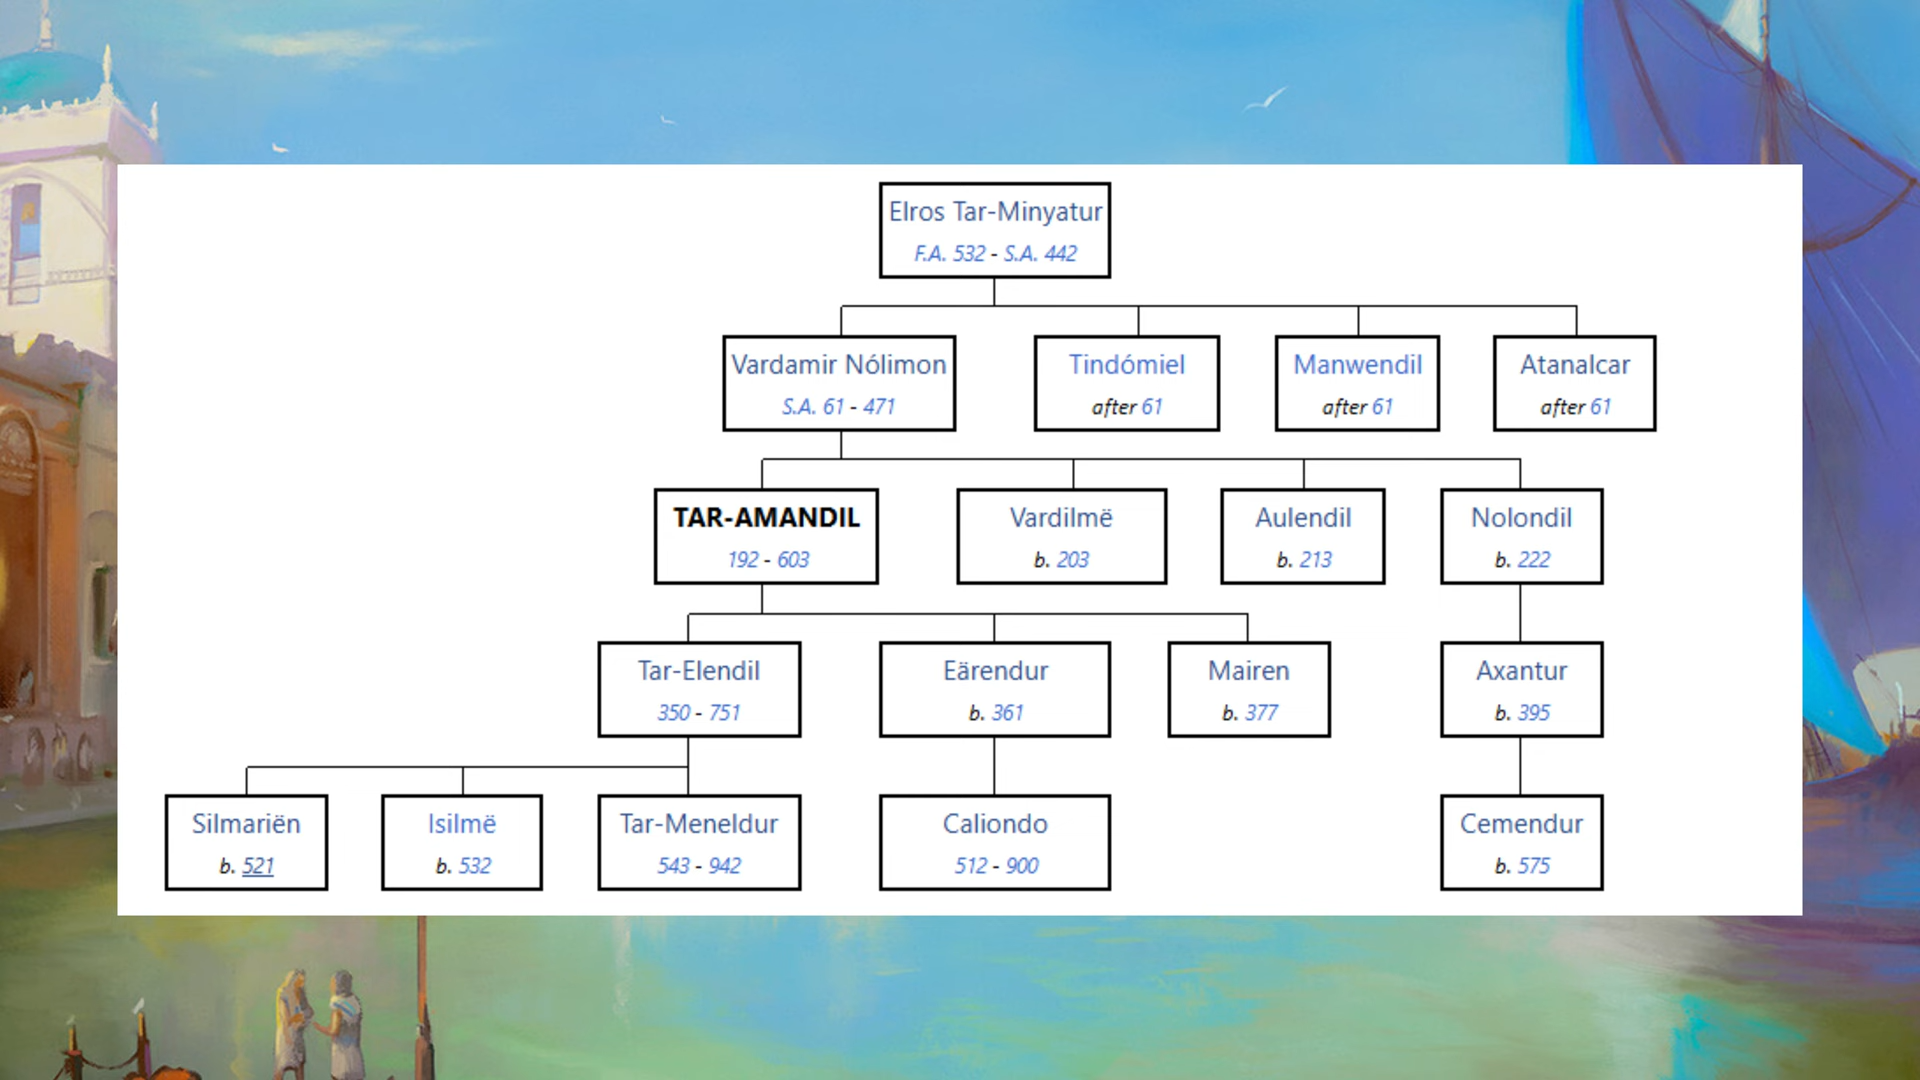 Elros Tar-Minyatur
F.A. 532 - S.A. 442
Vardamir Nólimon
S.A. 61 - 471
Tindómiel
after 61
Manwendil
after 61
Atanalcar
after 61
TAR-AMANDIL
192 - 603
Vardilmë
b. 203
Aulendil
b. 213
Nolondil
b. 222
Tar-Elendil
350 - 751
Eärendur
b. 361
Mairen
b. 377
Axantur
b. 395
Silmariën
b. 521
Isilmë
b. 532
Tar-Meneldur
543 - 942
Caliondo
512 - 900
Cemendur
b. 575